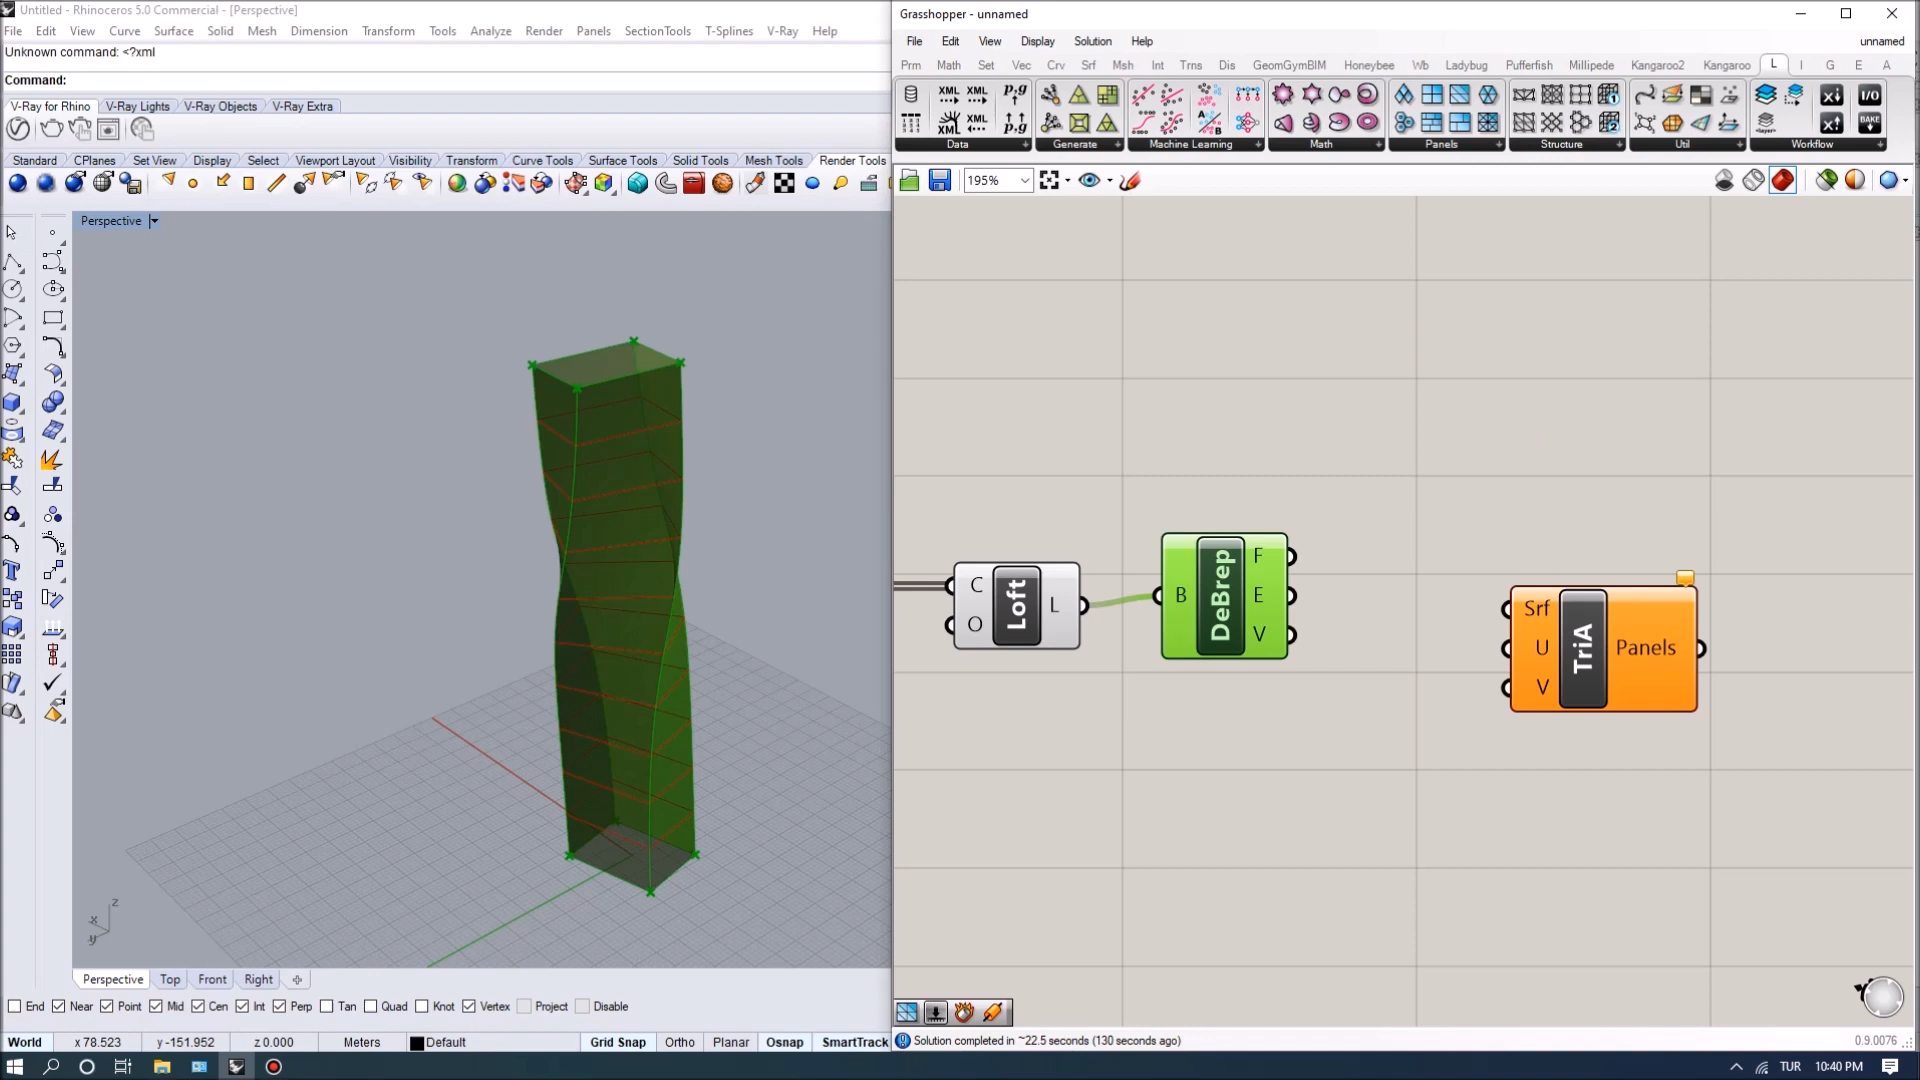 Untitled - Rhinoceros 5.0 Commercial - [Perspective]
File Edit View Curve Surface Solid Mesh Dimension Transform Tools Analyze Render Panels SectionTools T-Splines V-Ray Help
Unknown command: <?xml
Command:
V-Ray for Rhino V-Ray Lights V-Ray Objects V-Ray Extra
Standard CPlanes Set View Display Select Viewport Layout Visibility Transform Curve Tools Surface Tools Solid Tools Mesh Tools Render Tools
Perspective
z
x
y
Perspective Top Front Right
End Near Point Mid Cen Int Perp Tan Quad Knot Vertex Project Disable
World x 78.523 y -151.952 z 0.000 Meters Default Grid Snap Ortho Planar Osnap SmartTrack
Grasshopper - unnamed
File Edit View Display Solution Help unnamed
Prm Math Set Vec Crv Srf Msh Int Trns Dis GeomGymBIM Honeybee Wb Ladybug Pufferfish Millipede Kangaroo2 Kangaroo L I G E A
XML XML p,g
XML XML p,g
A B
1
2
I/O
BAKE
Data Generate Machine Learning Math Panels Structure Util Workflow
195%
C O Loft L
B DeBrep F E V
Srf U V TriA Panels
Solution completed in ~22.5 seconds (130 seconds ago) 0.9.0076
TUR 10:40 PM